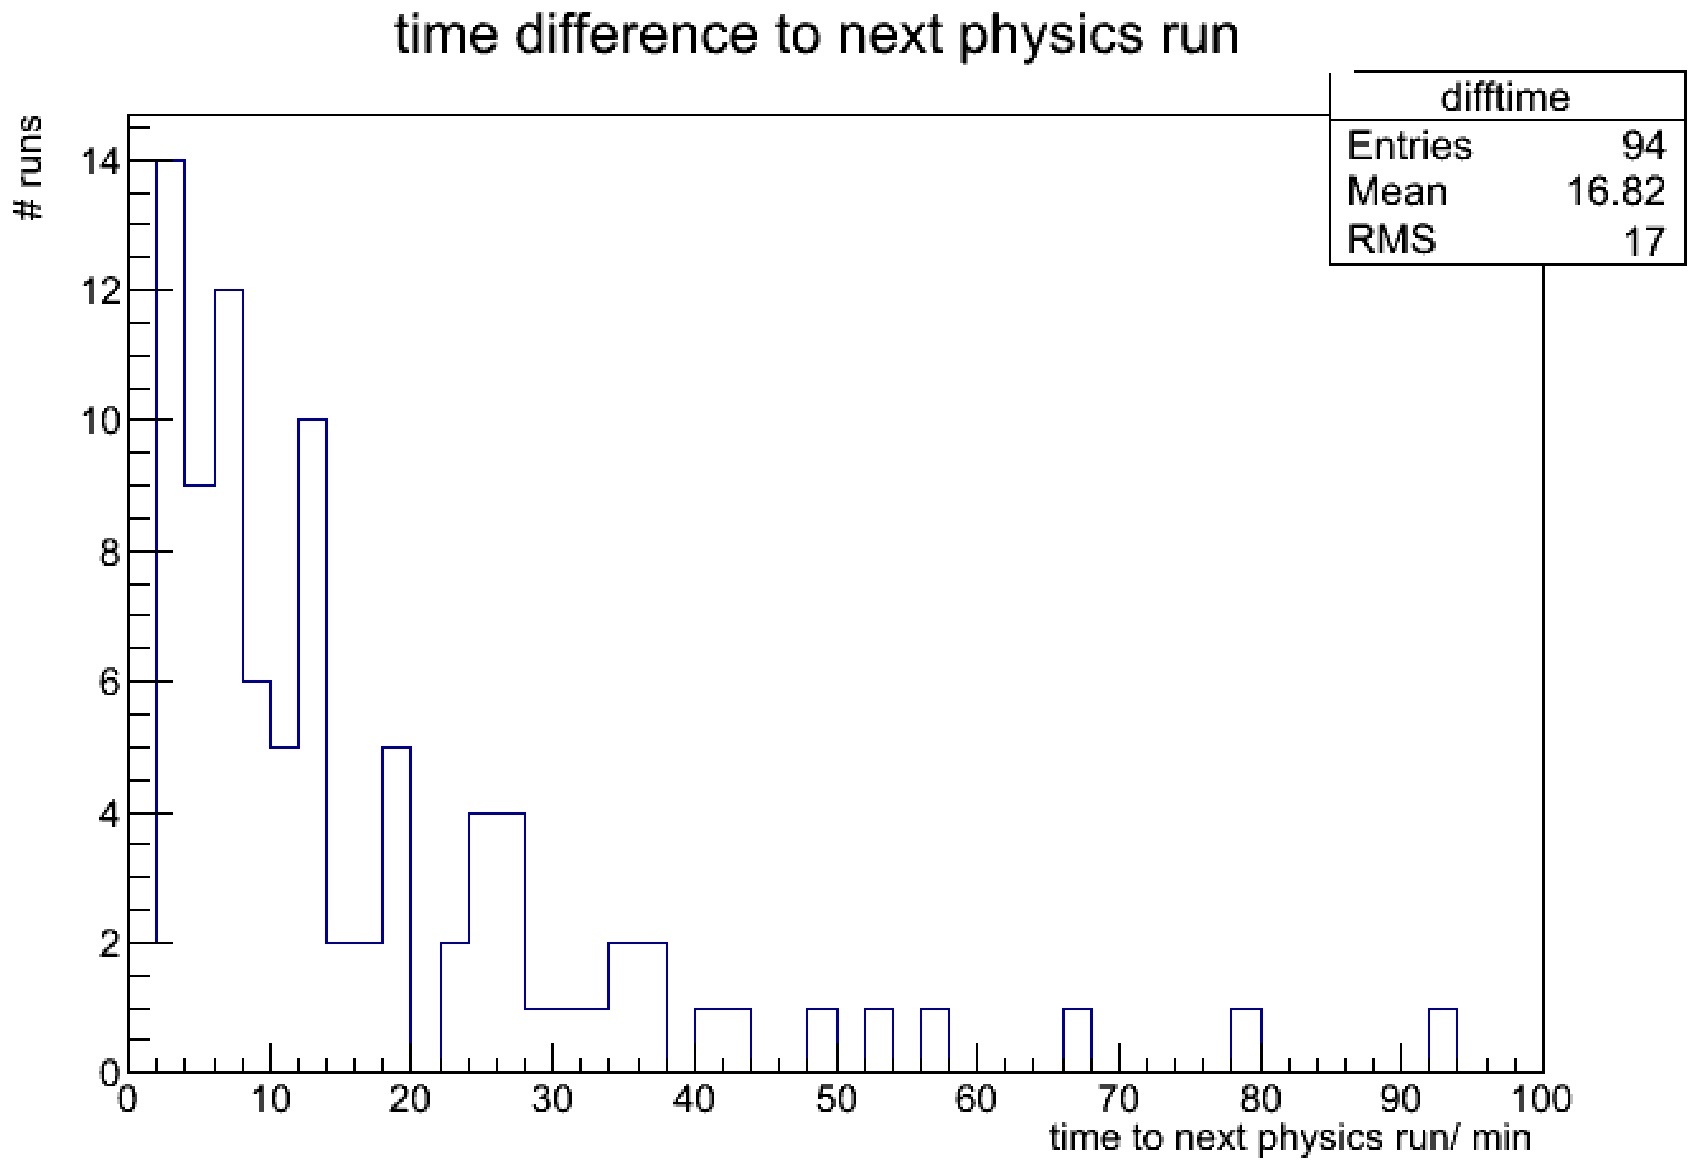 time difference to next physics run
difftime
Entries 94
Mean 16.82
RMS 17
# runs
14
12
10
8
6
4
2
0
0 10 20 30 40 50 60 70 80 90 100
time to next physics run/ min